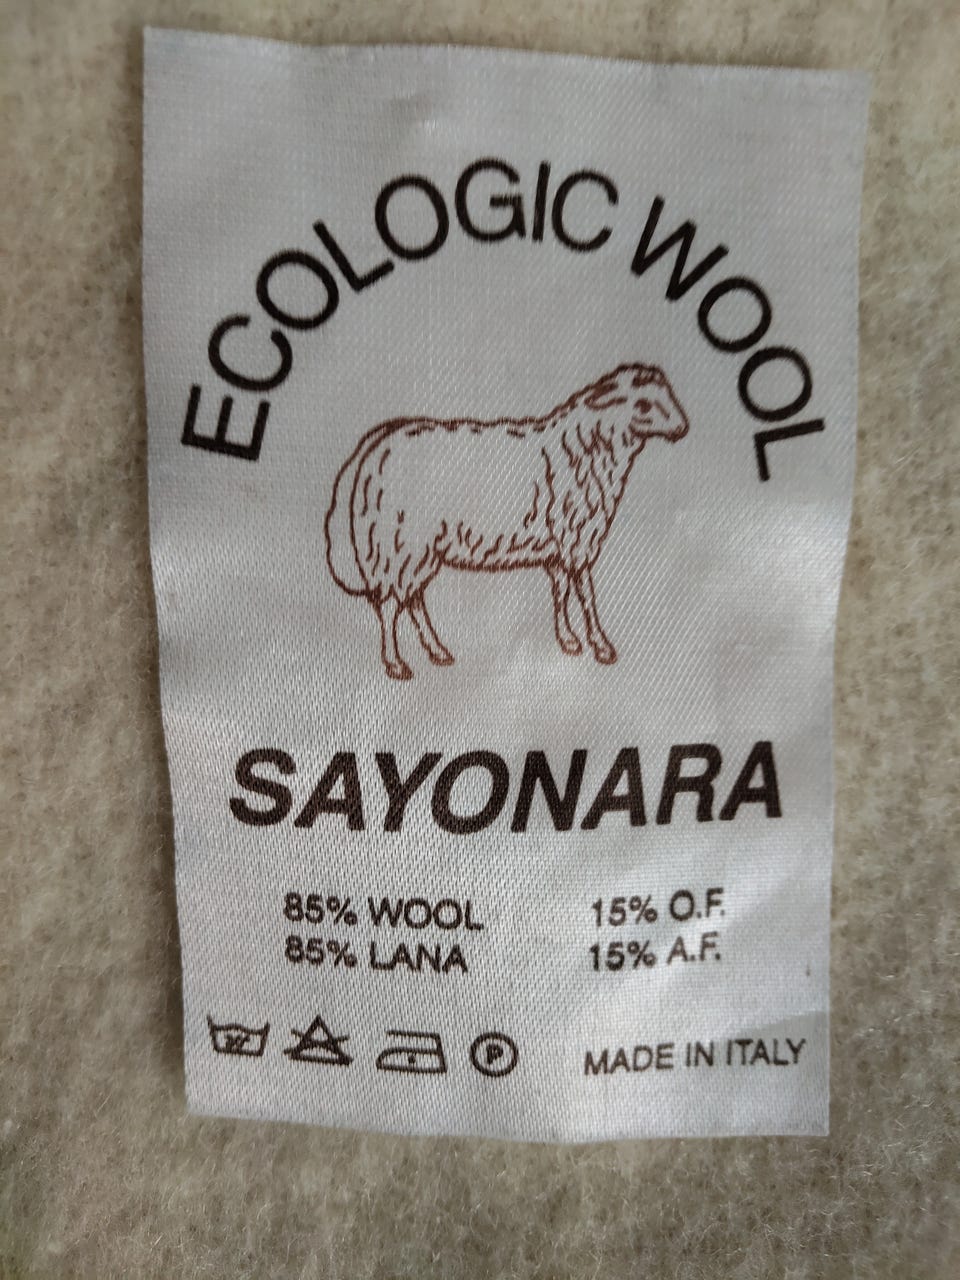 ECOLOGIC WOOL
SAYONARA
85% WOOL 15% O.F.
85% LANA 15% A.F.
P MADE IN ITALY